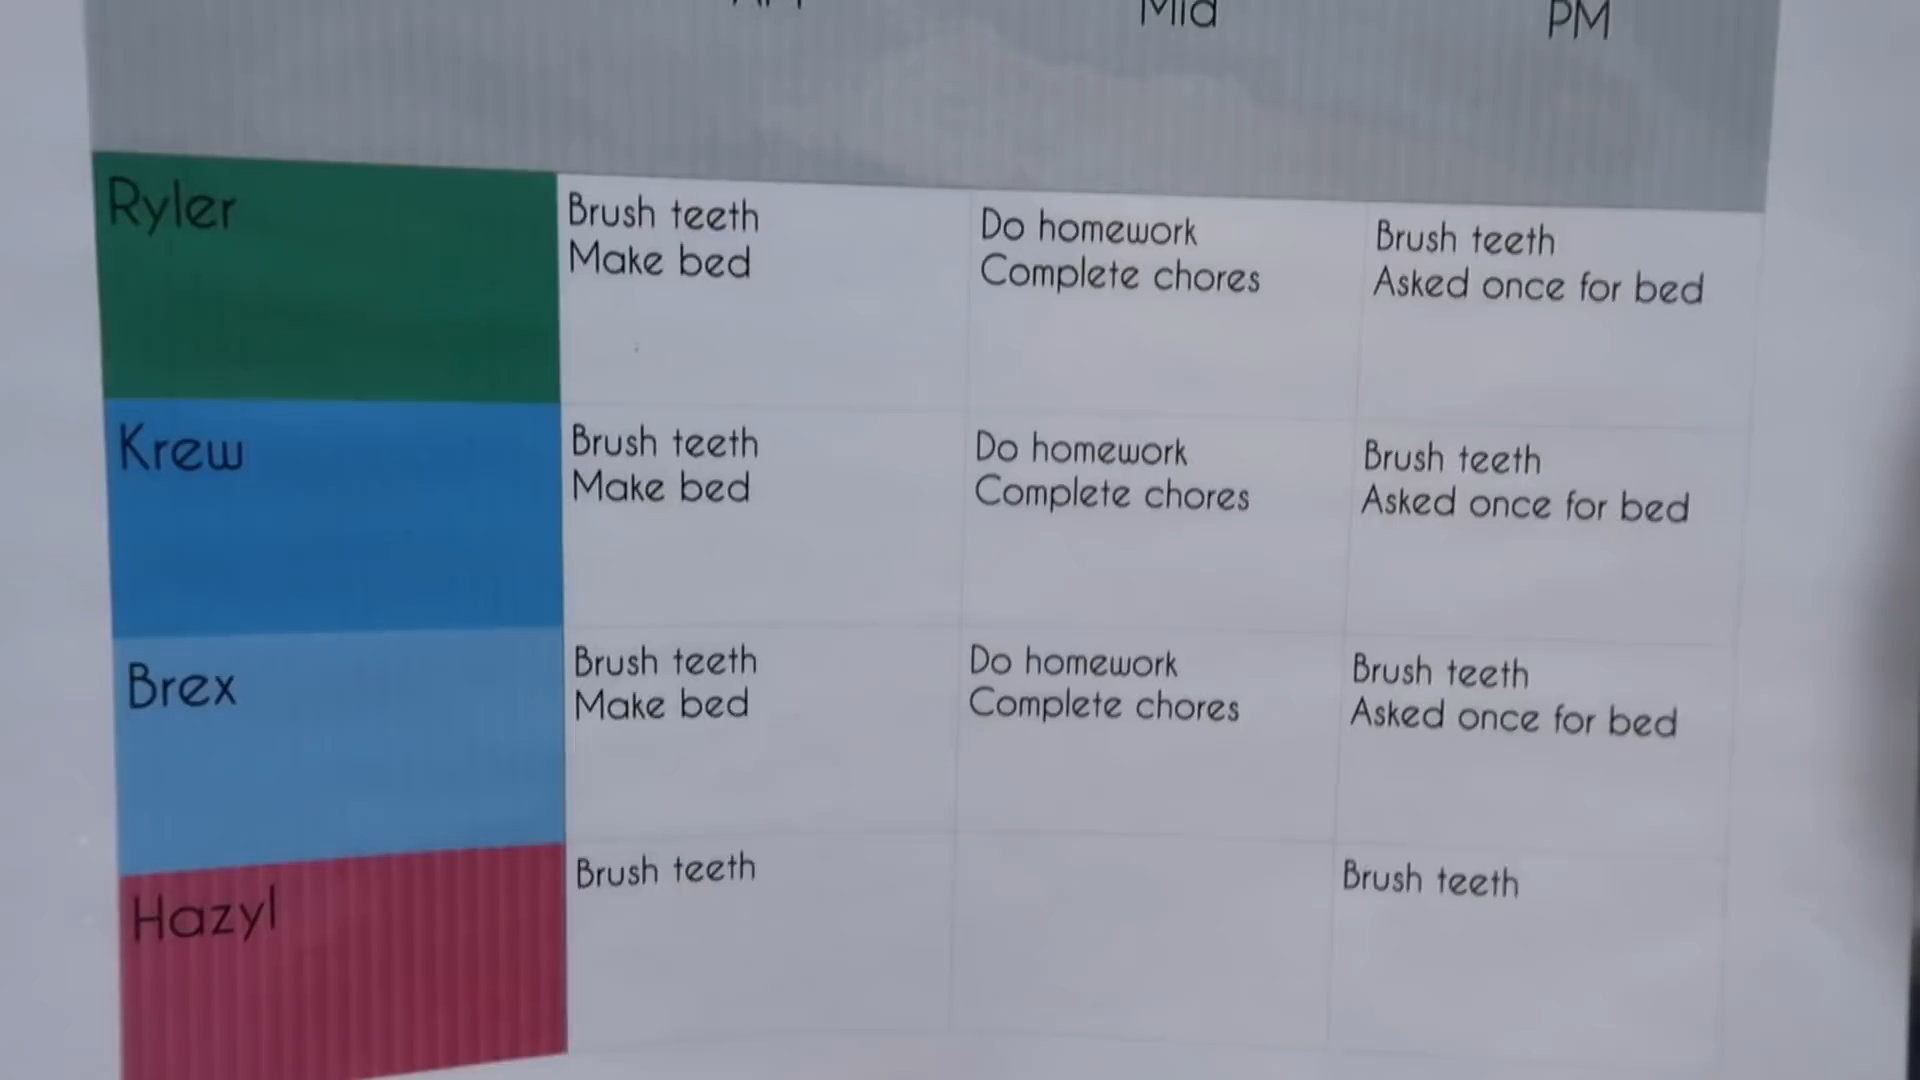 Mid
PM
Ryler
Brush teeth
Make bed
Do homework
Complete chores
Brush teeth
Asked once for bed
Krew
Brush teeth
Make bed
Do homework
Complete chores
Brush teeth
Asked once for bed
Brex
Brush teeth
Make bed
Do homework
Complete chores
Brush teeth
Asked once for bed
Hazyl
Brush teeth
Brush teeth